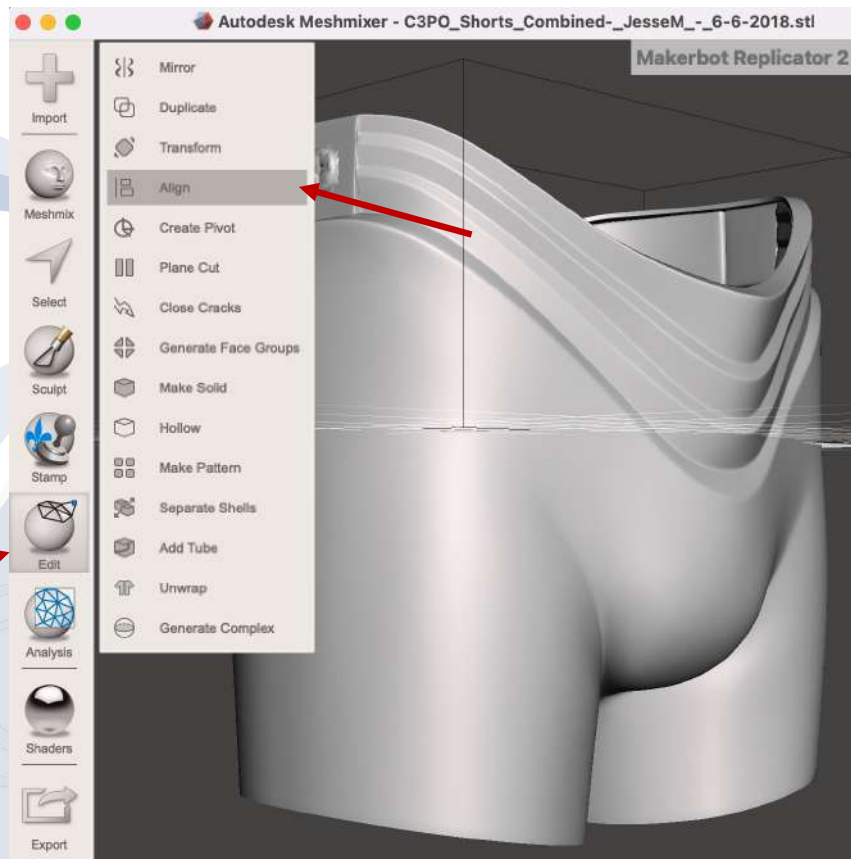 Autodesk Meshmixer - C3PO_Shorts_Combined-_JesseM_-_6-6-2018.stl
Makerbot Replicator 2
Import
Meshmix
Select
Sculpt
Stamp
Edit
Analysis
Shaders
Export
Mirror
Duplicate
Transform
Align
Create Pivot
Plane Cut
Close Cracks
Generate Face Groups
Make Solid
Hollow
Make Pattern
Separate Shells
Add Tube
Unwrap
Generate Complex